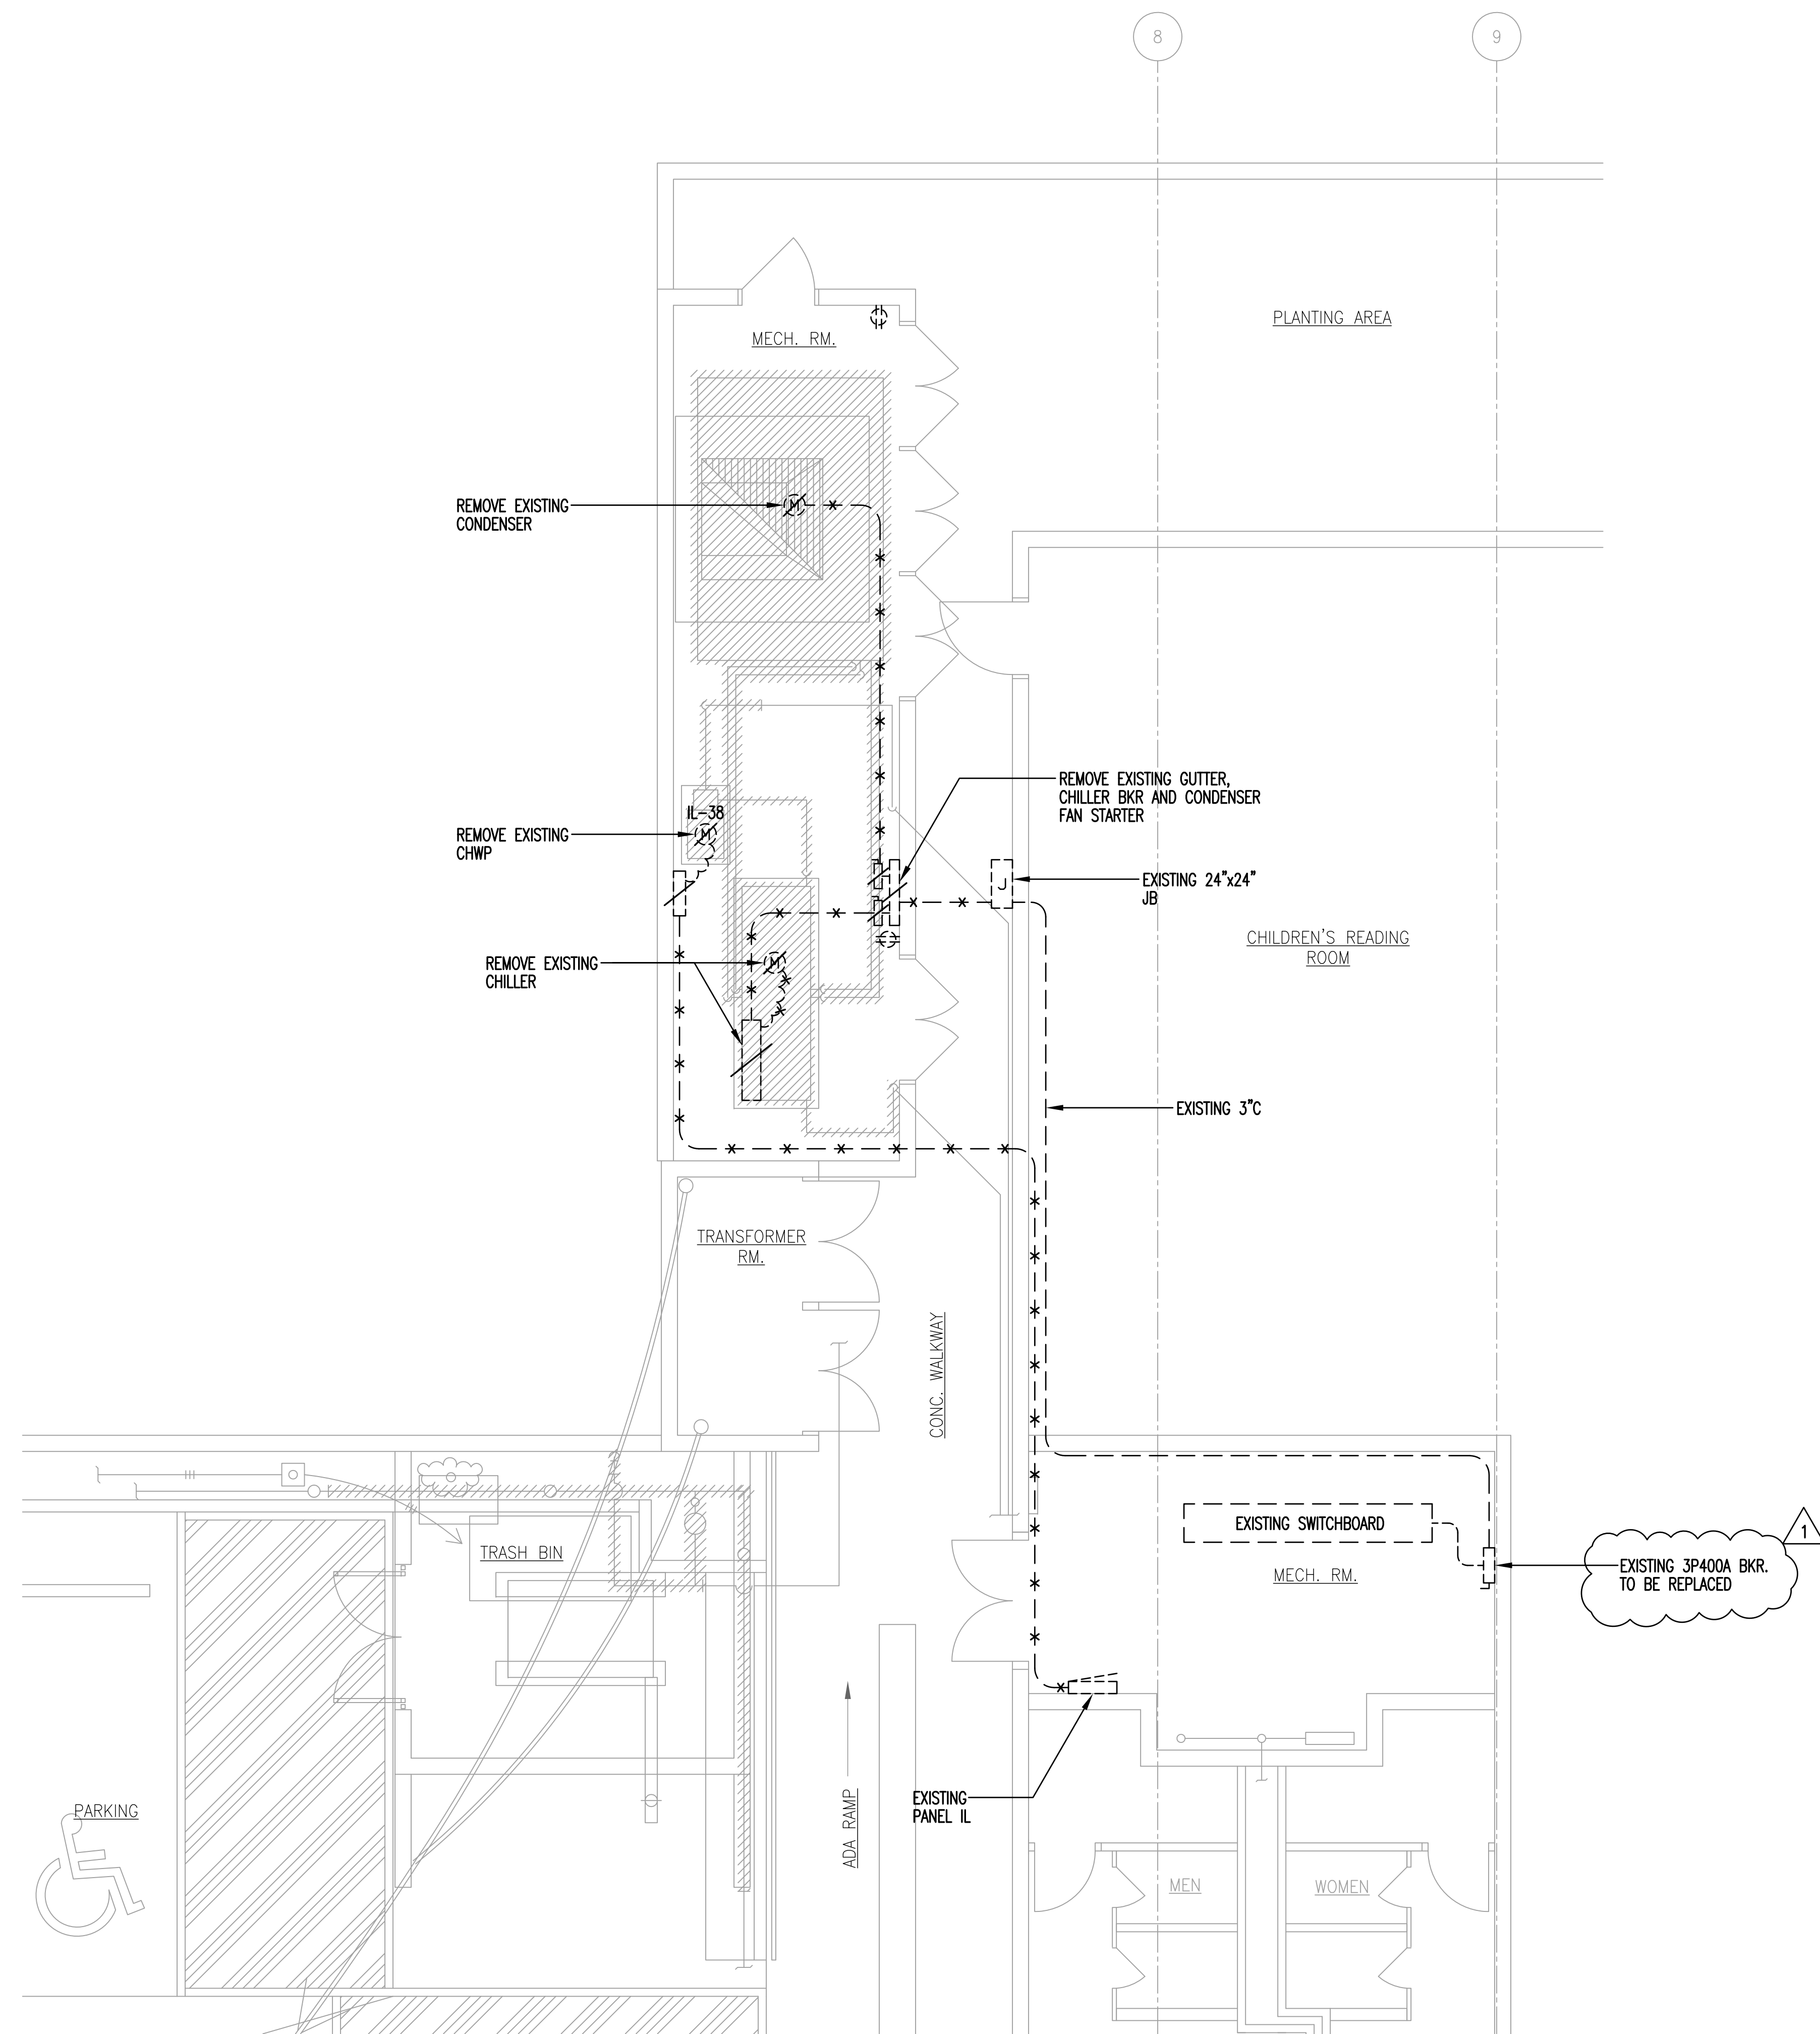 8
9
PLANTING AREA
MECH. RM.
REMOVE EXISTING
CONDENSER
M
REMOVE EXISTING GUTTER,
CHILLER BKR AND CONDENSER
FAN STARTER
IL-38
REMOVE EXISTING
CHWP
M
EXISTING 24"x24"
JB
J
CHILDREN'S READING
ROOM
REMOVE EXISTING
CHILLER
M
EXISTING 3"C
TRANSFORMER
RM.
CONC. WALKWAY
EXISTING SWITCHBOARD
1
TRASH BIN
MECH. RM.
EXISTING 3P400A BKR.
TO BE REPLACED
EXISTING
PANEL IL
PARKING
ADA RAMP
MEN
WOMEN